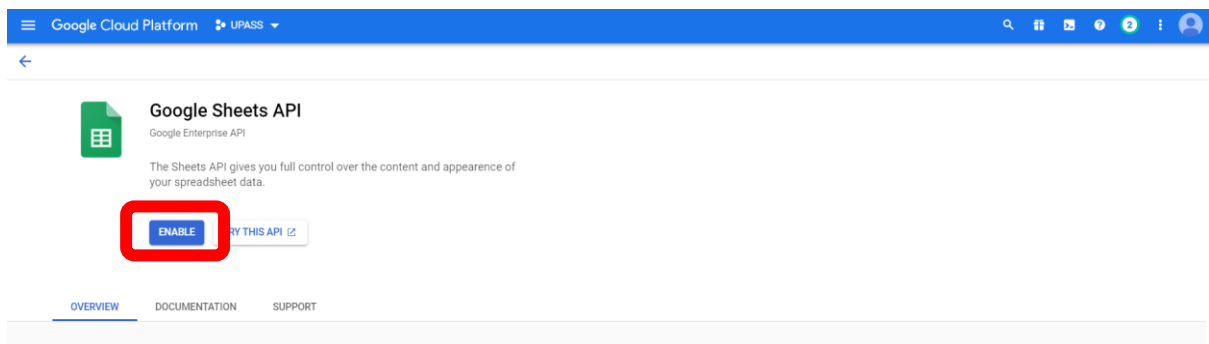 Google Cloud Platform UPASS 2
Google Sheets API
Google Enterprise API
The Sheets API gives you full control over the content and appearence of
your spreadsheet data.
ENABLE RY THIS API
OVERVIEW DOCUMENTATION SUPPORT